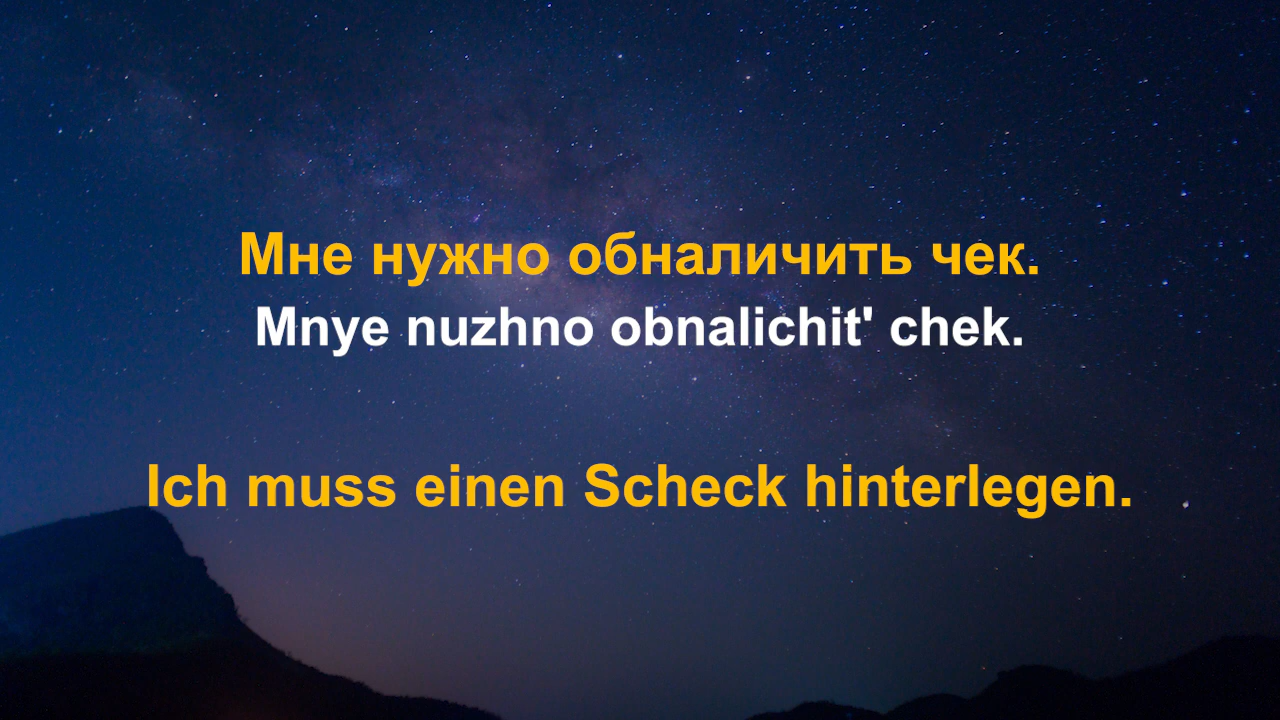 Мне нужно обналичить чек.
Mnye nuzhno obnalichit' chek.
Ich muss einen Scheck hinterlegen.